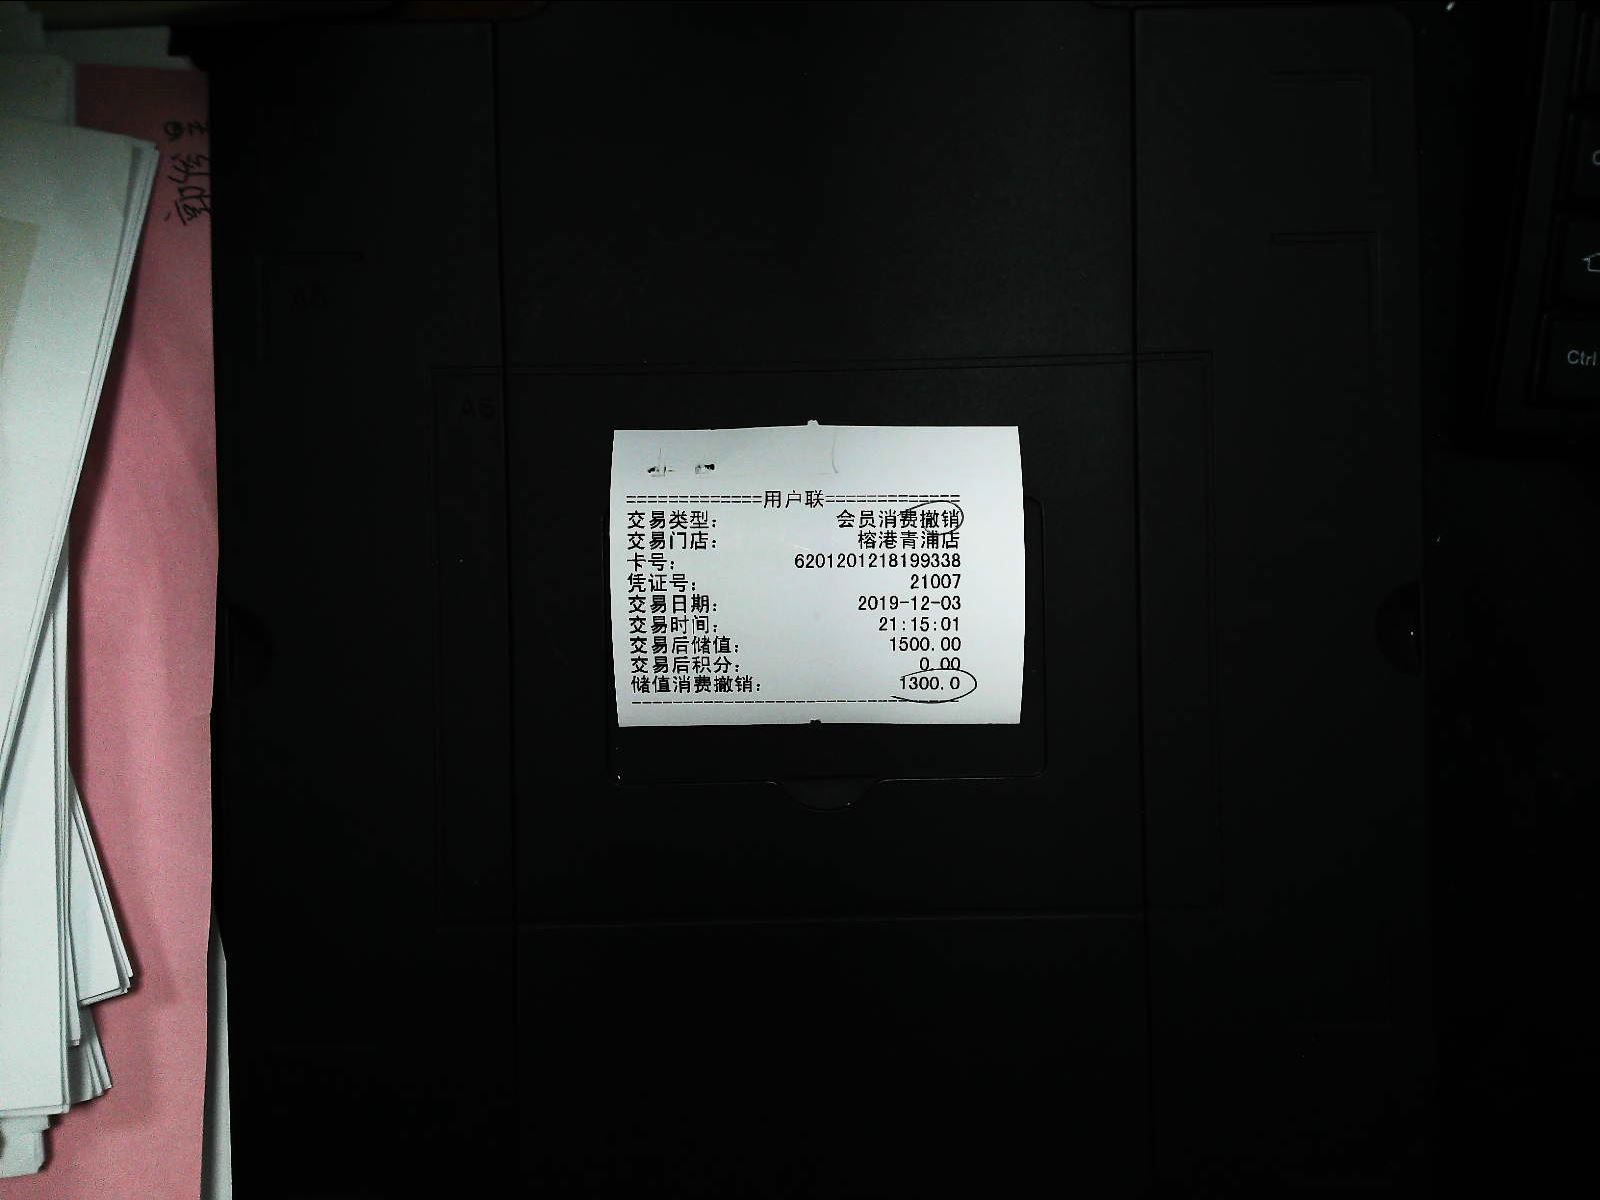 =============用户联=============
交易类型: 会员消费撤销
交易门店: 榕港青浦店
卡号: 6201201218199338
凭证号: 21007
交易日期: 2019-12-03
交易时间: 21:15:01
交易后储值: 1500.00
交易后积分: 0.00
储值消费撤销: 1300.0
--------------------------------
A6
Ctrl